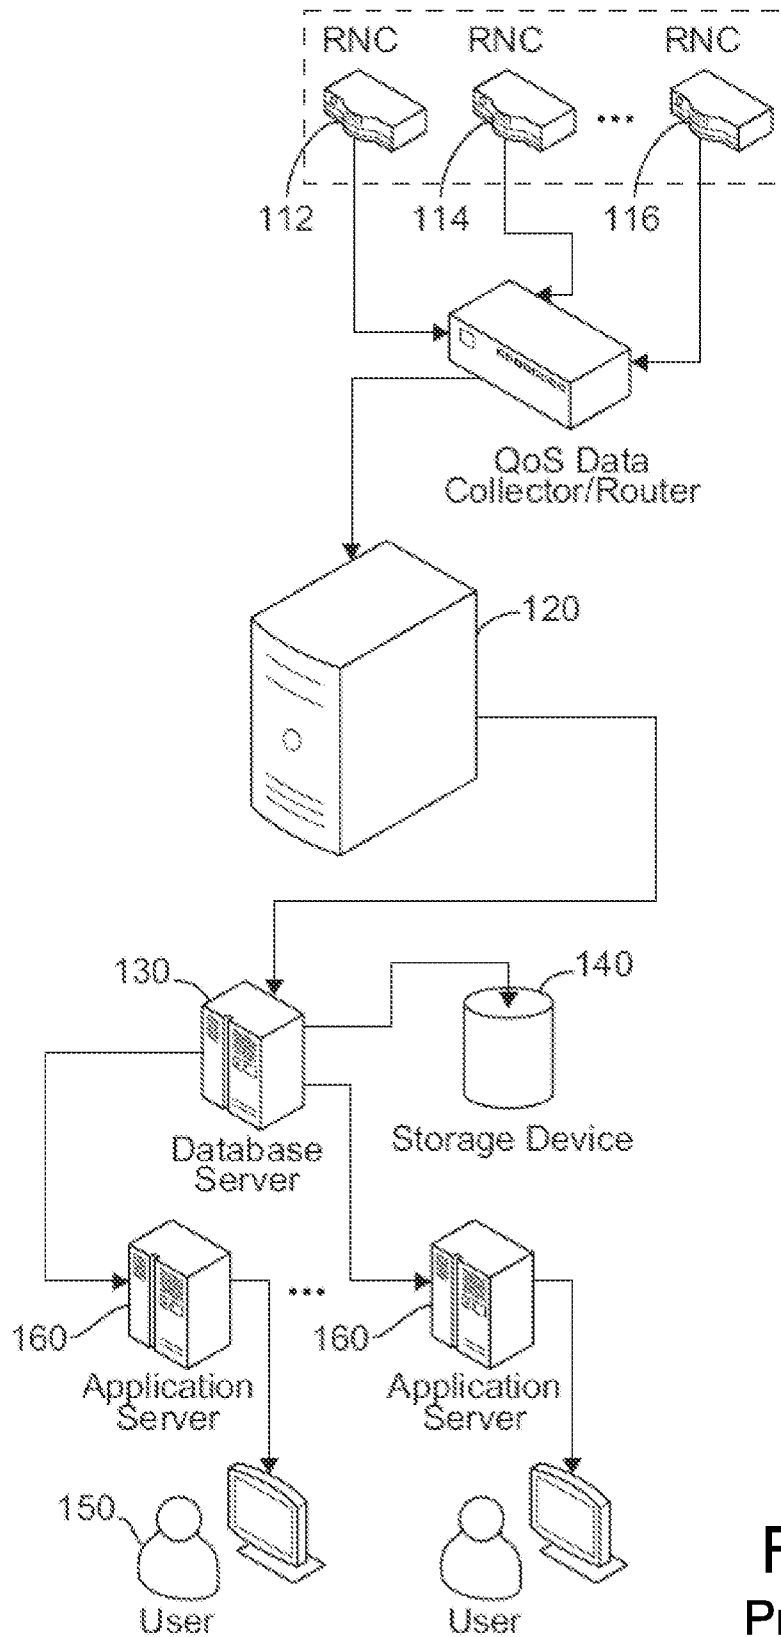 RNC RNC RNC
...
112 114 116
QoS Data
Collector/Router
120
130 140
Database
Server
Storage Device
...
160 160
Application
Server
Application
Server
150
User User